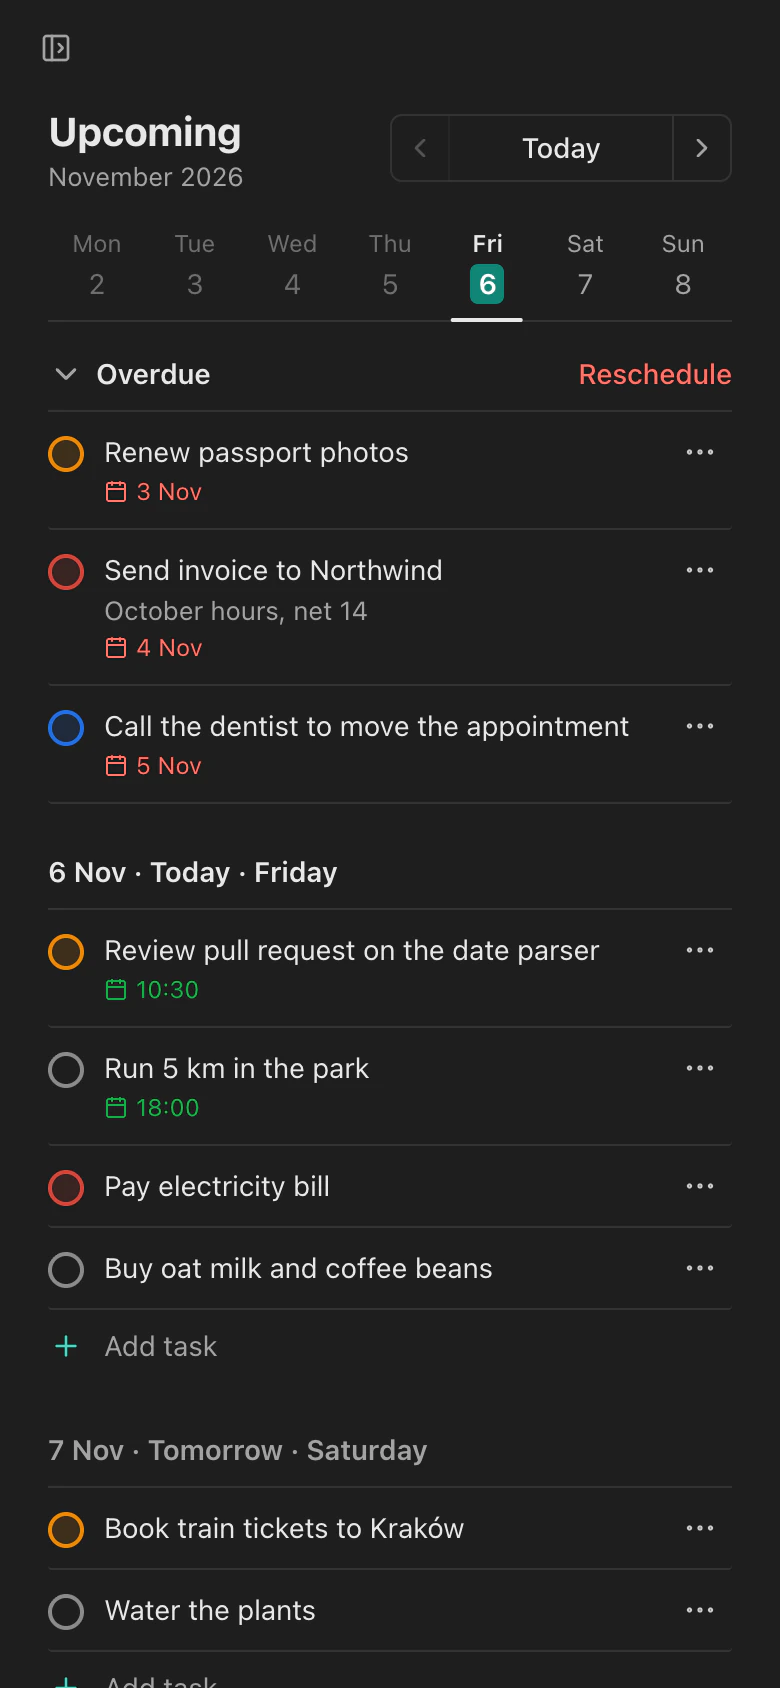 Upcoming
November 2026
Today
Mon Tue Wed Thu Fri Sat Sun
2 3 4 5 6 7 8
Overdue Reschedule
Renew passport photos
3 Nov
Send invoice to Northwind
October hours, net 14
4 Nov
Call the dentist to move the appointment
5 Nov
6 Nov · Today · Friday
Review pull request on the date parser
10:30
Run 5 km in the park
18:00
Pay electricity bill
Buy oat milk and coffee beans
Add task
7 Nov · Tomorrow · Saturday
Book train tickets to Kraków
Water the plants
Add task